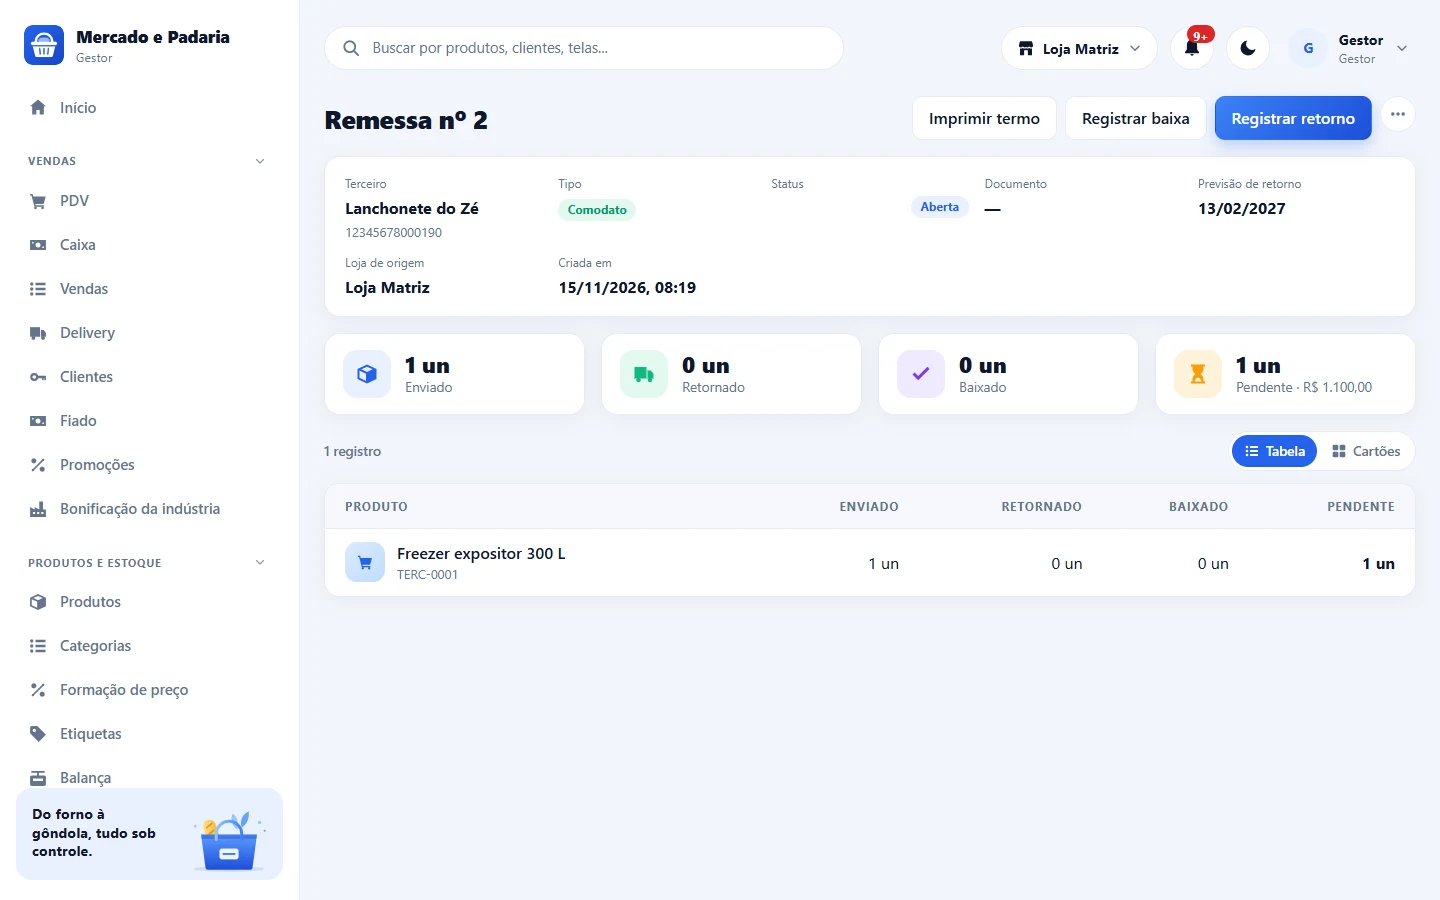 Mercado e Padaria
Gestor
Início
VENDAS
PDV
Caixa
Vendas
Delivery
Clientes
Fiado
Promoções
Bonificação da indústria
PRODUTOS E ESTOQUE
Produtos
Categorias
Formação de preço
Etiquetas
Balança
Do forno à
gôndola, tudo sob
controle.
Buscar por produtos, clientes, telas...
Loja Matriz
9+
G
Gestor
Gestor
Remessa nº 2
Imprimir termo
Registrar baixa
Registrar retorno
Terceiro
Lanchonete do Zé
12345678000190
Tipo
Comodato
Status
Aberta
Documento
—
Previsão de retorno
13/02/2027
Loja de origem
Loja Matriz
Criada em
15/11/2026, 08:19
1 un
Enviado
0 un
Retornado
0 un
Baixado
1 un
Pendente · R$ 1.100,00
1 registro
Tabela
Cartões
PRODUTO ENVIADO RETORNADO BAIXADO PENDENTE
Freezer expositor 300 L
TERC-0001
1 un 0 un 0 un 1 un